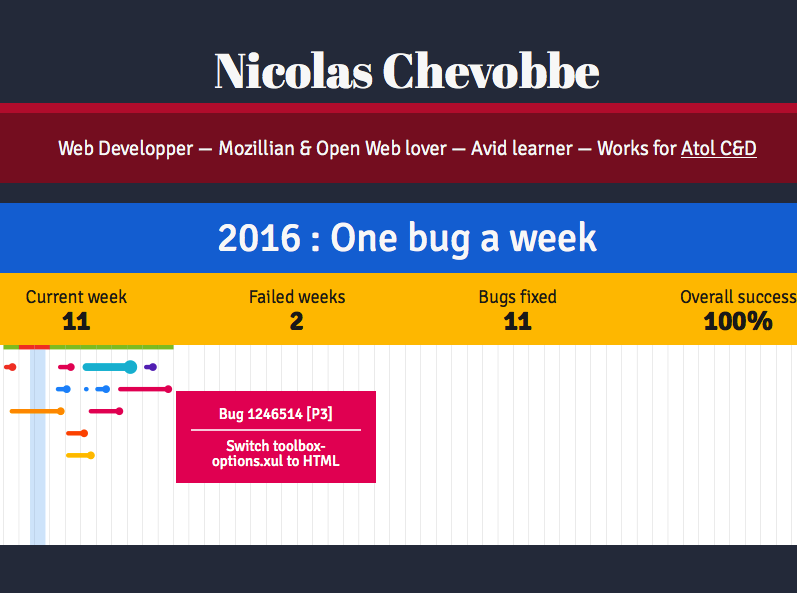 Nicolas Chevobbe
Web Developper — Mozillian & Open Web lover — Avid learner — Works for Atol C&D
2016 : One bug a week
Current week
11
Failed weeks
2
Bugs fixed
11
Overall success
100%
Bug 1246514 [P3]
Switch toolbox-
options.xul to HTML